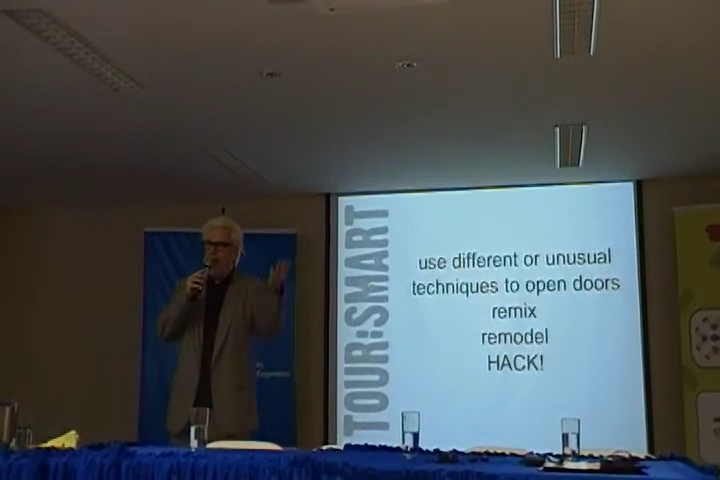 TOUR:SMART
use different or unusual
techniques to open doors
remix
remodel
HACK!